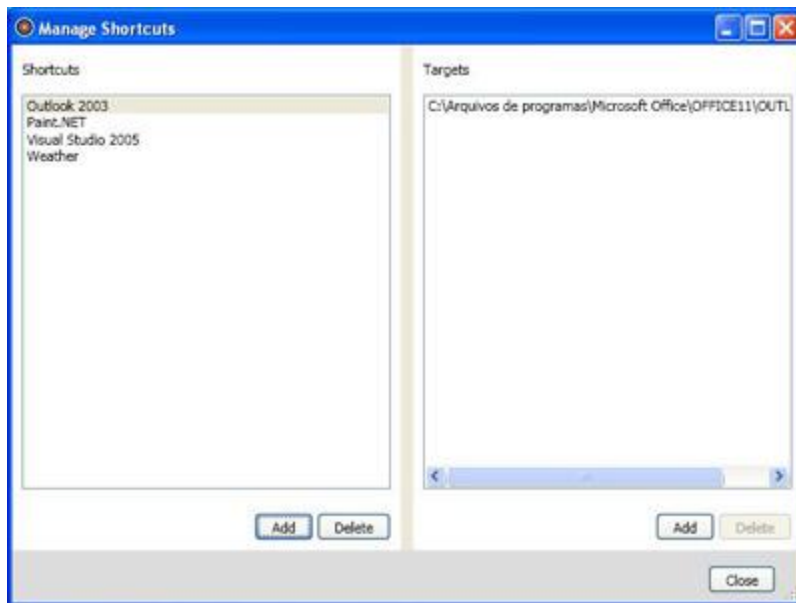 Manage Shortcuts
Shortcuts
Outlook 2003
Paint.NET
Visual Studio 2005
Weather
Add
Delete
Targets
C:\Arquivos de programas\Microsoft Office\OFFICE11\OUTL
Add
Delete
Close